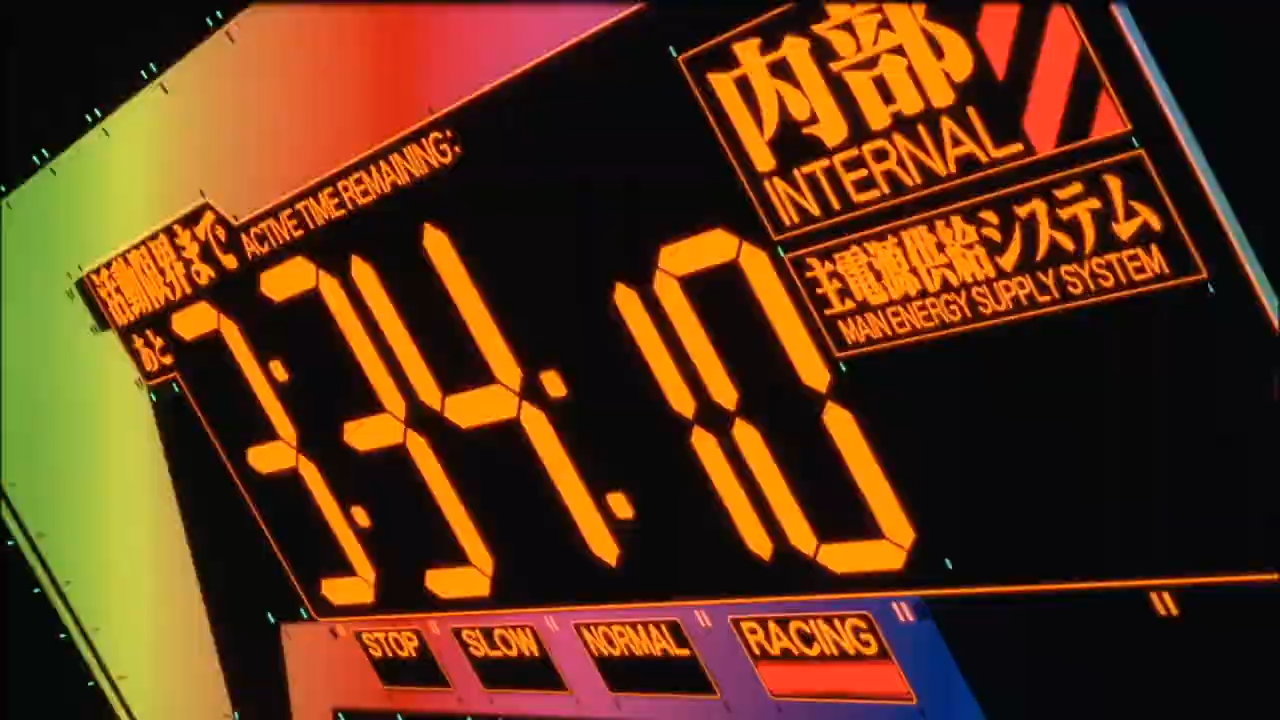 活動限界まで
ACTIVE TIME REMAINING:
あと
3:34:10
内部
INTERNAL
主電源供給システム
MAIN ENERGY SUPPLY SYSTEM
STOP
SLOW
NORMAL
RACING